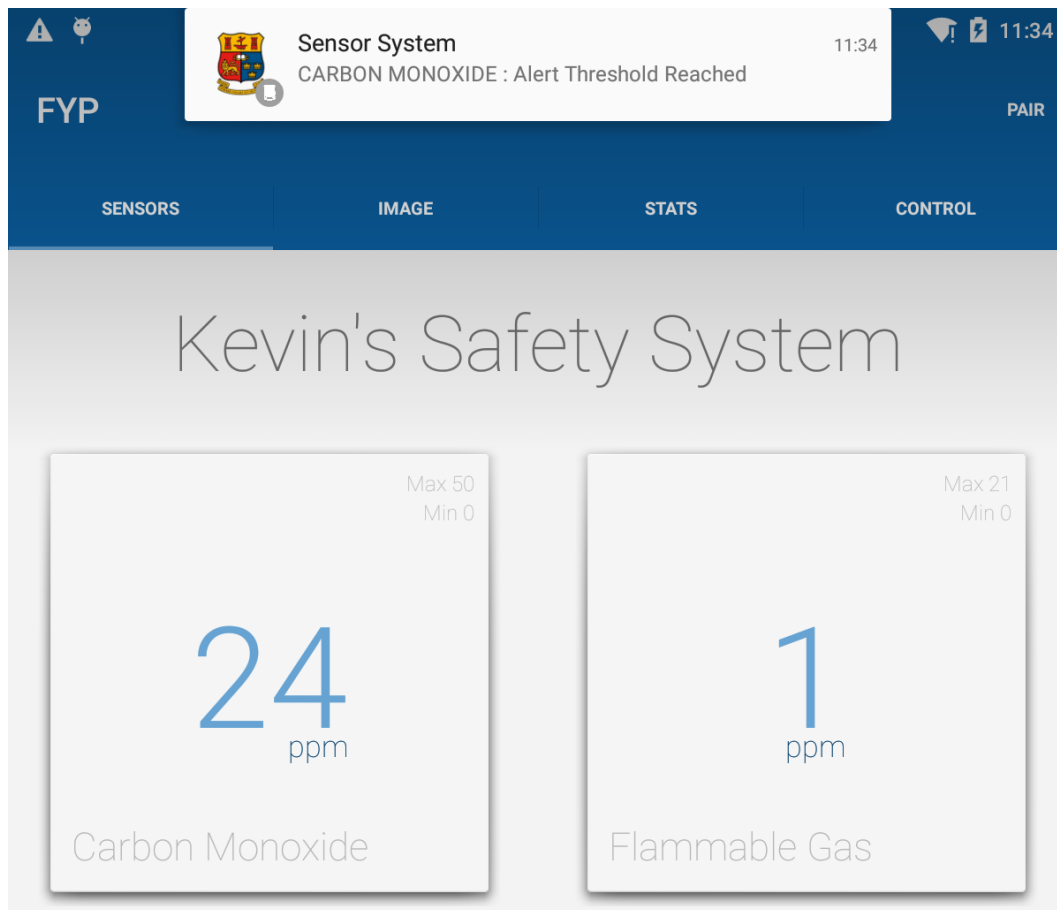 11:34
Sensor System 11:34
CARBON MONOXIDE : Alert Threshold Reached
FYP
PAIR
SENSORS IMAGE STATS CONTROL
Kevin's Safety System
Max 50
Min 0
24
ppm
Carbon Monoxide
Max 21
Min 0
1
ppm
Flammable Gas